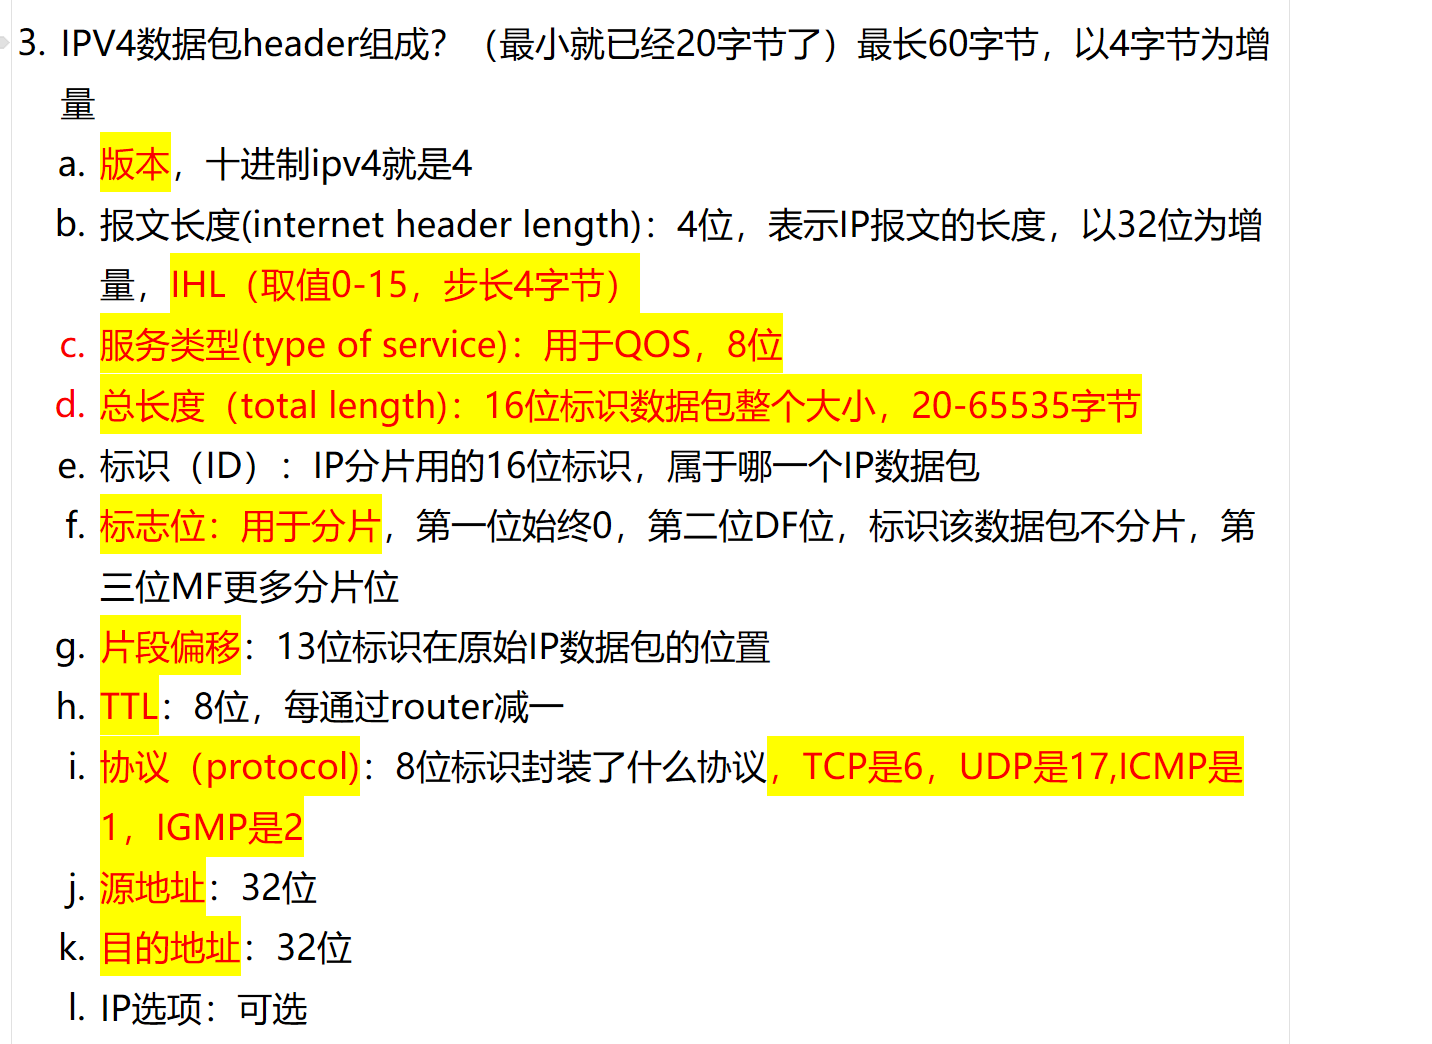 3. IPV4数据包header组成？（最小就已经20字节了）最长60字节，以4字节为增
量
a. 版本，十进制ipv4就是4
b. 报文长度(internet header length)：4位，表示IP报文的长度，以32位为增
量，IHL（取值0-15，步长4字节）
c. 服务类型(type of service)：用于QOS，8位
d. 总长度（total length)：16位标识数据包整个大小，20-65535字节
e. 标识（ID）：IP分片用的16位标识，属于哪一个IP数据包
f. 标志位：用于分片，第一位始终0，第二位DF位，标识该数据包不分片，第
三位MF更多分片位
g. 片段偏移：13位标识在原始IP数据包的位置
h. TTL：8位，每通过router减一
i. 协议（protocol)：8位标识封装了什么协议，TCP是6，UDP是17,ICMP是
1，IGMP是2
j. 源地址：32位
k. 目的地址：32位
l. IP选项：可选